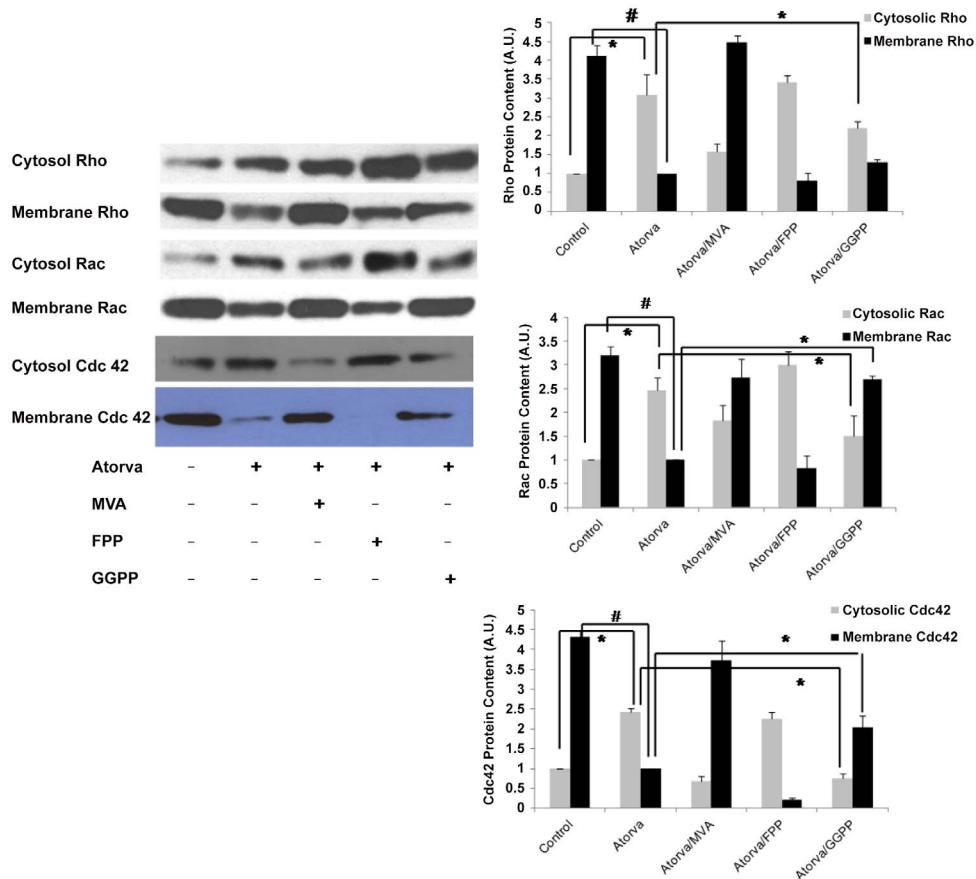 Cytosol Rho
Membrane Rho
Cytosol Rac
Membrane Rac
Cytosol Cdc 42
Membrane Cdc 42
Atorva – + + + +
MVA – – + – –
FPP – – – + –
GGPP – – – – +
# * *
Cytosolic Rho
Membrane Rho
Rho Protein Content (A.U.)
5
4.5
4
3.5
3
2.5
2
1.5
1
0.5
0
Control
Atorva
Atorva/MVA
Atorva/FPP
Atorva/GGPP
# * * *
Cytosolic Rac
Membrane Rac
Rac Protein Content (A.U.)
4
3.5
3
2.5
2
1.5
1
0.5
0
Control
Atorva
Atorva/MVA
Atorva/FPP
Atorva/GGPP
# * * *
Cytosolic Cdc42
Membrane Cdc42
Cdc42 Protein Content (A.U.)
5
4.5
4
3.5
3
2.5
2
1.5
1
0.5
0
Control
Atorva
Atorva/MVA
Atorva/FPP
Atorva/GGPP